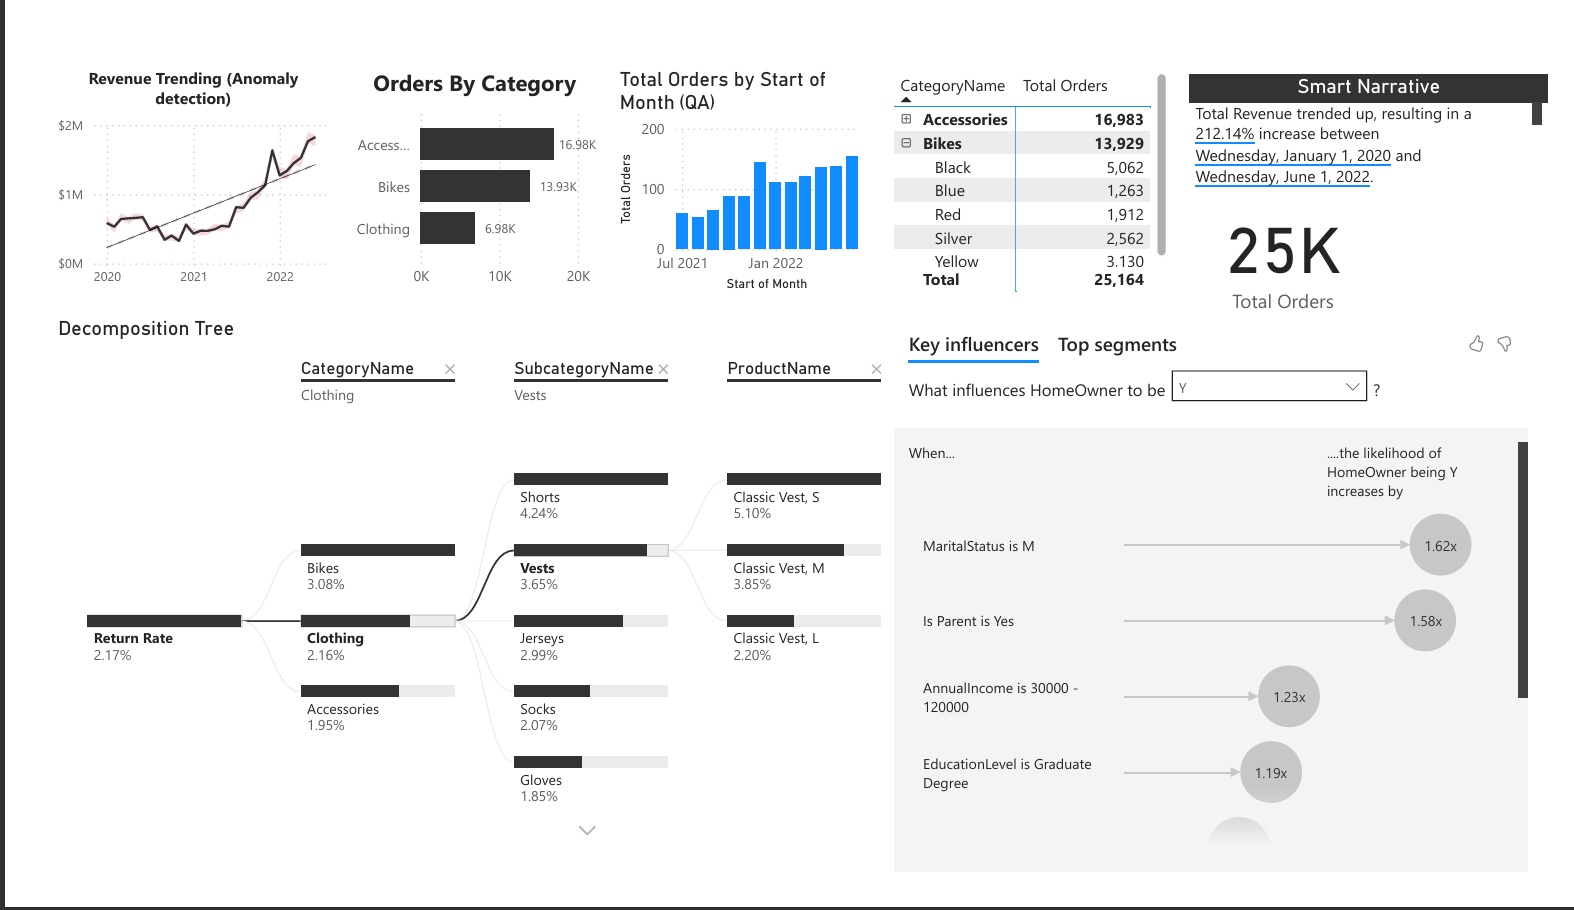 Revenue Trending (Anomaly
detection)
$2M
$1M
$0M
2020
2021
2022
Orders By Category
Access...
16.98K
Bikes
13.93K
Clothing
6.98K
0K
10K
20K
Total Orders by Start of
Month (QA)
Total Orders
200
100
0
Jul 2021
Jan 2022
Start of Month
CategoryName Total Orders
Accessories 16,983
Bikes 13,929
Black 5,062
Blue 1,263
Red 1,912
Silver 2,562
Yellow 3.130
Total 25,164
Smart Narrative
Total Revenue trended up, resulting in a
212.14% increase between
Wednesday, January 1, 2020 and
Wednesday, June 1, 2022.
25K
Total Orders
Decomposition Tree
CategoryName
Clothing
SubcategoryName
Vests
ProductName
Return Rate
2.17%
Bikes
3.08%
Clothing
2.16%
Accessories
1.95%
Shorts
4.24%
Vests
3.65%
Jerseys
2.99%
Socks
2.07%
Gloves
1.85%
Classic Vest, S
5.10%
Classic Vest, M
3.85%
Classic Vest, L
2.20%
Key influencers Top segments
What influences HomeOwner to be Y ?
When...
....the likelihood of
HomeOwner being Y
increases by
MaritalStatus is M
1.62x
Is Parent is Yes
1.58x
AnnualIncome is 30000 -
120000
1.23x
EducationLevel is Graduate
Degree
1.19x